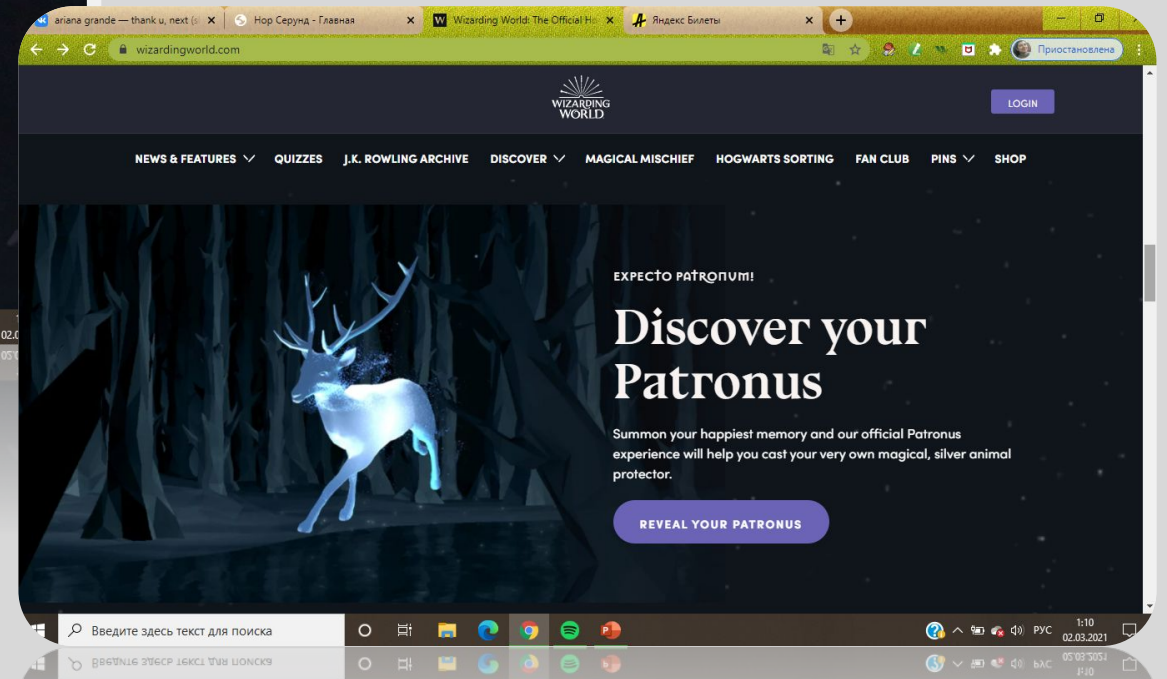 ariana grande — thank u, next (s
Нор Серунд - Главная
Wizarding World: The Official Ho
Яндекс Билеты
wizardingworld.com
Приостановлена
WIZARDING
WORLD
LOGIN
NEWS & FEATURES QUIZZES J.K. ROWLING ARCHIVE DISCOVER MAGICAL MISCHIEF HOGWARTS SORTING FAN CLUB PINS SHOP
EXPECTO PATRONUM!
Discover your
Patronus
Summon your happiest memory and our official Patronus
experience will help you cast your very own magical, silver animal
protector.
REVEAL YOUR PATRONUS
Введите здесь текст для поиска
РУС
1:10
02.03.2021